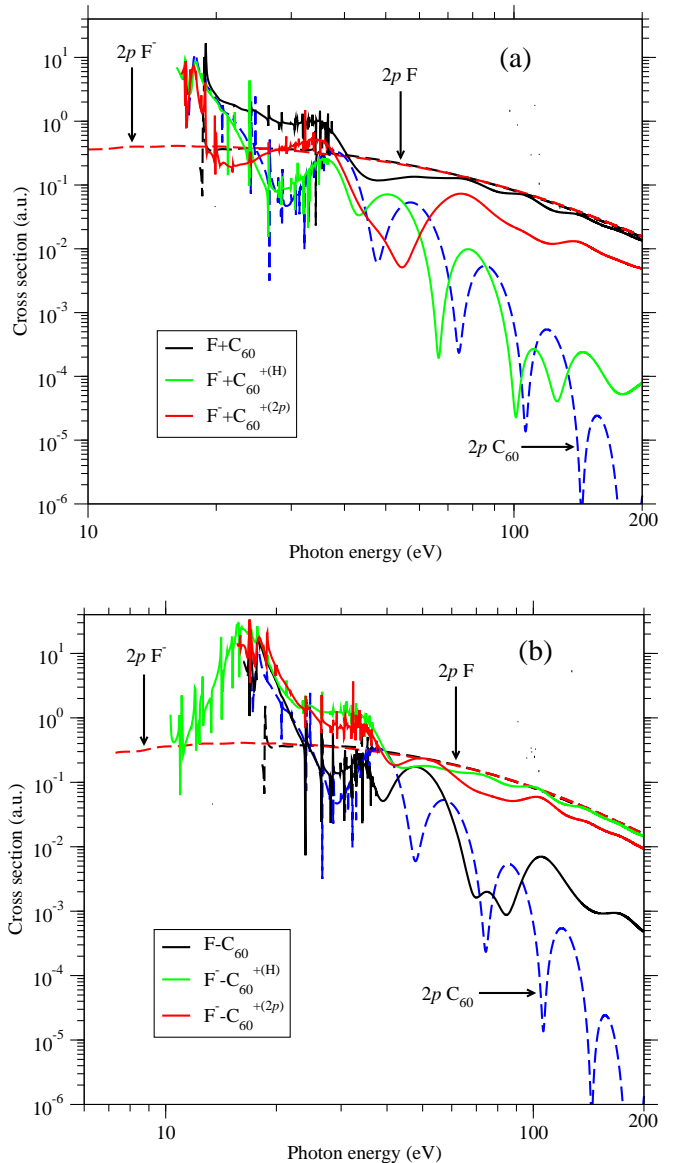 (a)
2p F⁻
2p F
10¹
10⁰
10⁻¹
10⁻²
10⁻³
10⁻⁴
10⁻⁵
10⁻⁶
Cross section (a.u.)
F+C₆₀
F⁻+C₆₀⁺⁽ᴴ⁾
F⁻+C₆₀⁺⁽²ᵖ⁾
2p C₆₀
10
100
200
Photon energy (eV)
(b)
2p F⁻
2p F
10¹
10⁰
10⁻¹
10⁻²
10⁻³
10⁻⁴
10⁻⁵
10⁻⁶
Cross section (a.u.)
F-C₆₀
F⁻-C₆₀⁺⁽ᴴ⁾
F⁻-C₆₀⁺⁽²ᵖ⁾
2p C₆₀
10
100
200
Photon energy (eV)